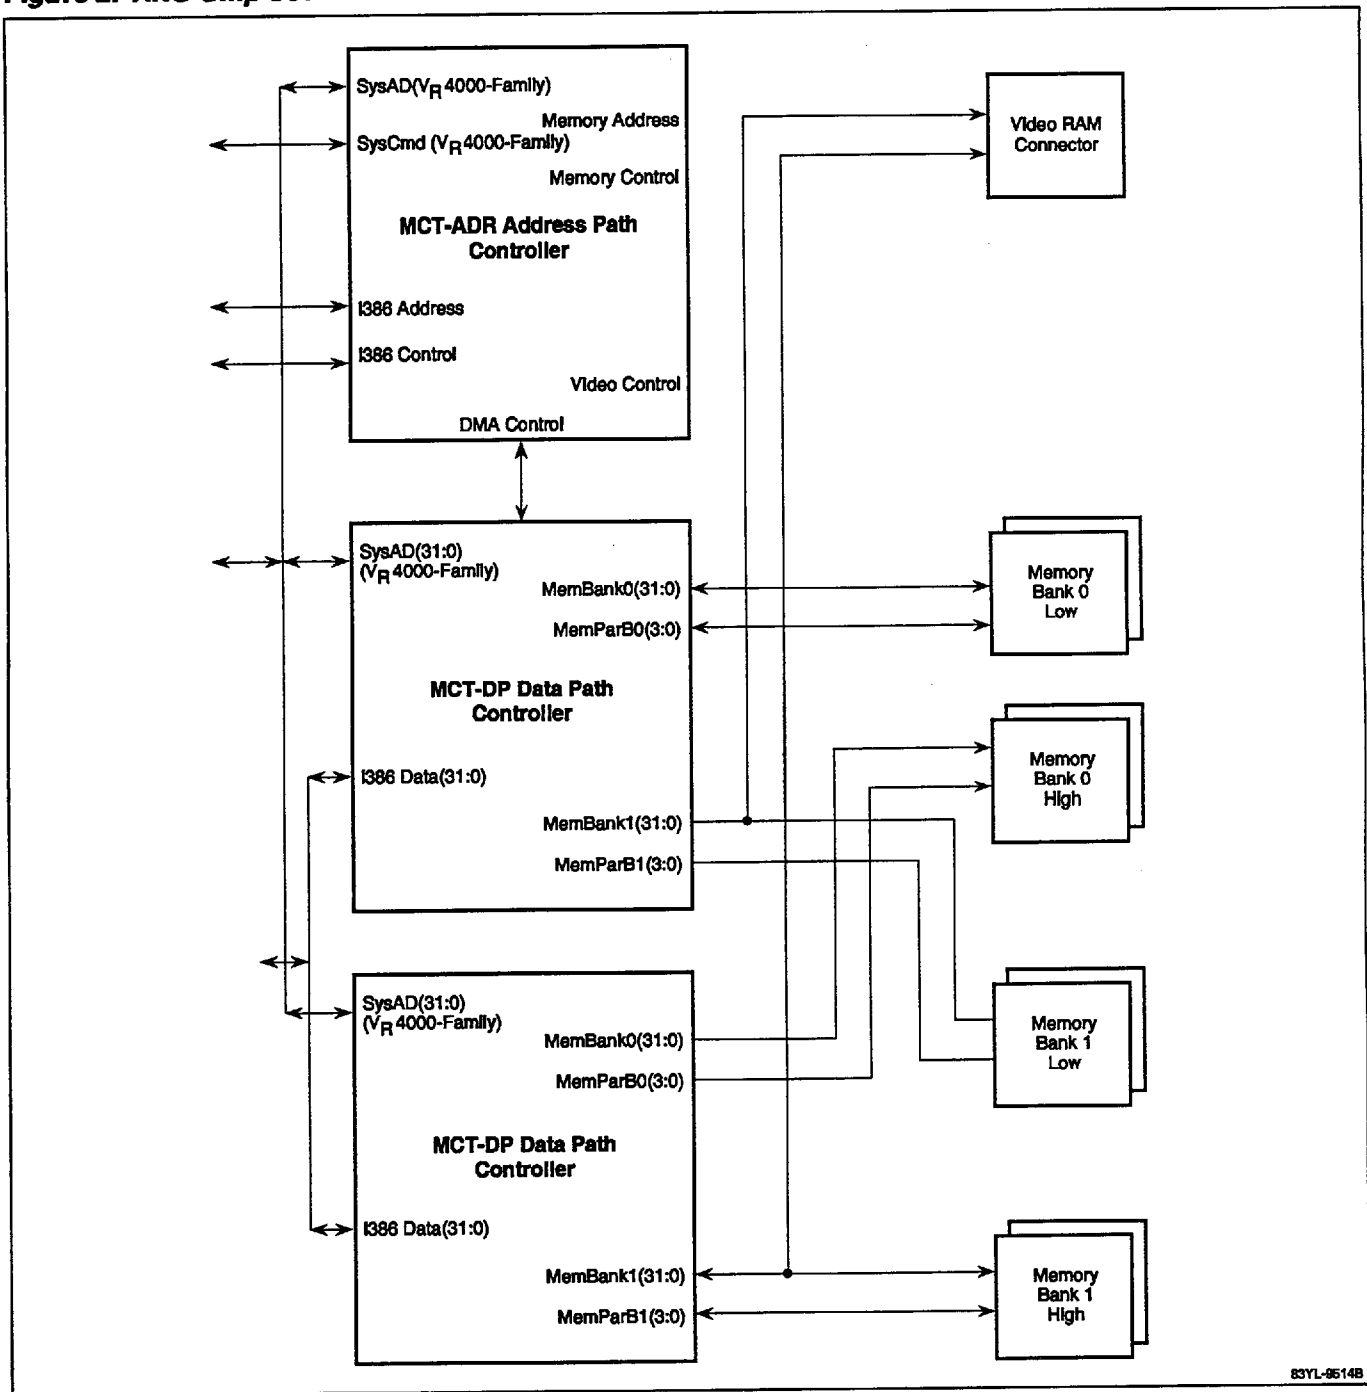 SysAD(VR4000-Family)
Memory Address
SysCmd (VR4000-Family)
Memory Control
MCT-ADR Address Path
Controller
I386 Address
I386 Control
Video Control
DMA Control
Video RAM
Connector
SysAD(31:0)
(VR4000-Family)
MemBank0(31:0)
MemParB0(3:0)
MCT-DP Data Path
Controller
I386 Data(31:0)
MemBank1(31:0)
MemParB1(3:0)
Memory
Bank 0
Low
Memory
Bank 0
High
SysAD(31:0)
(VR4000-Family)
MemBank0(31:0)
MemParB0(3:0)
MCT-DP Data Path
Controller
I386 Data(31:0)
MemBank1(31:0)
MemParB1(3:0)
Memory
Bank 1
Low
Memory
Bank 1
High
83YL-9514B